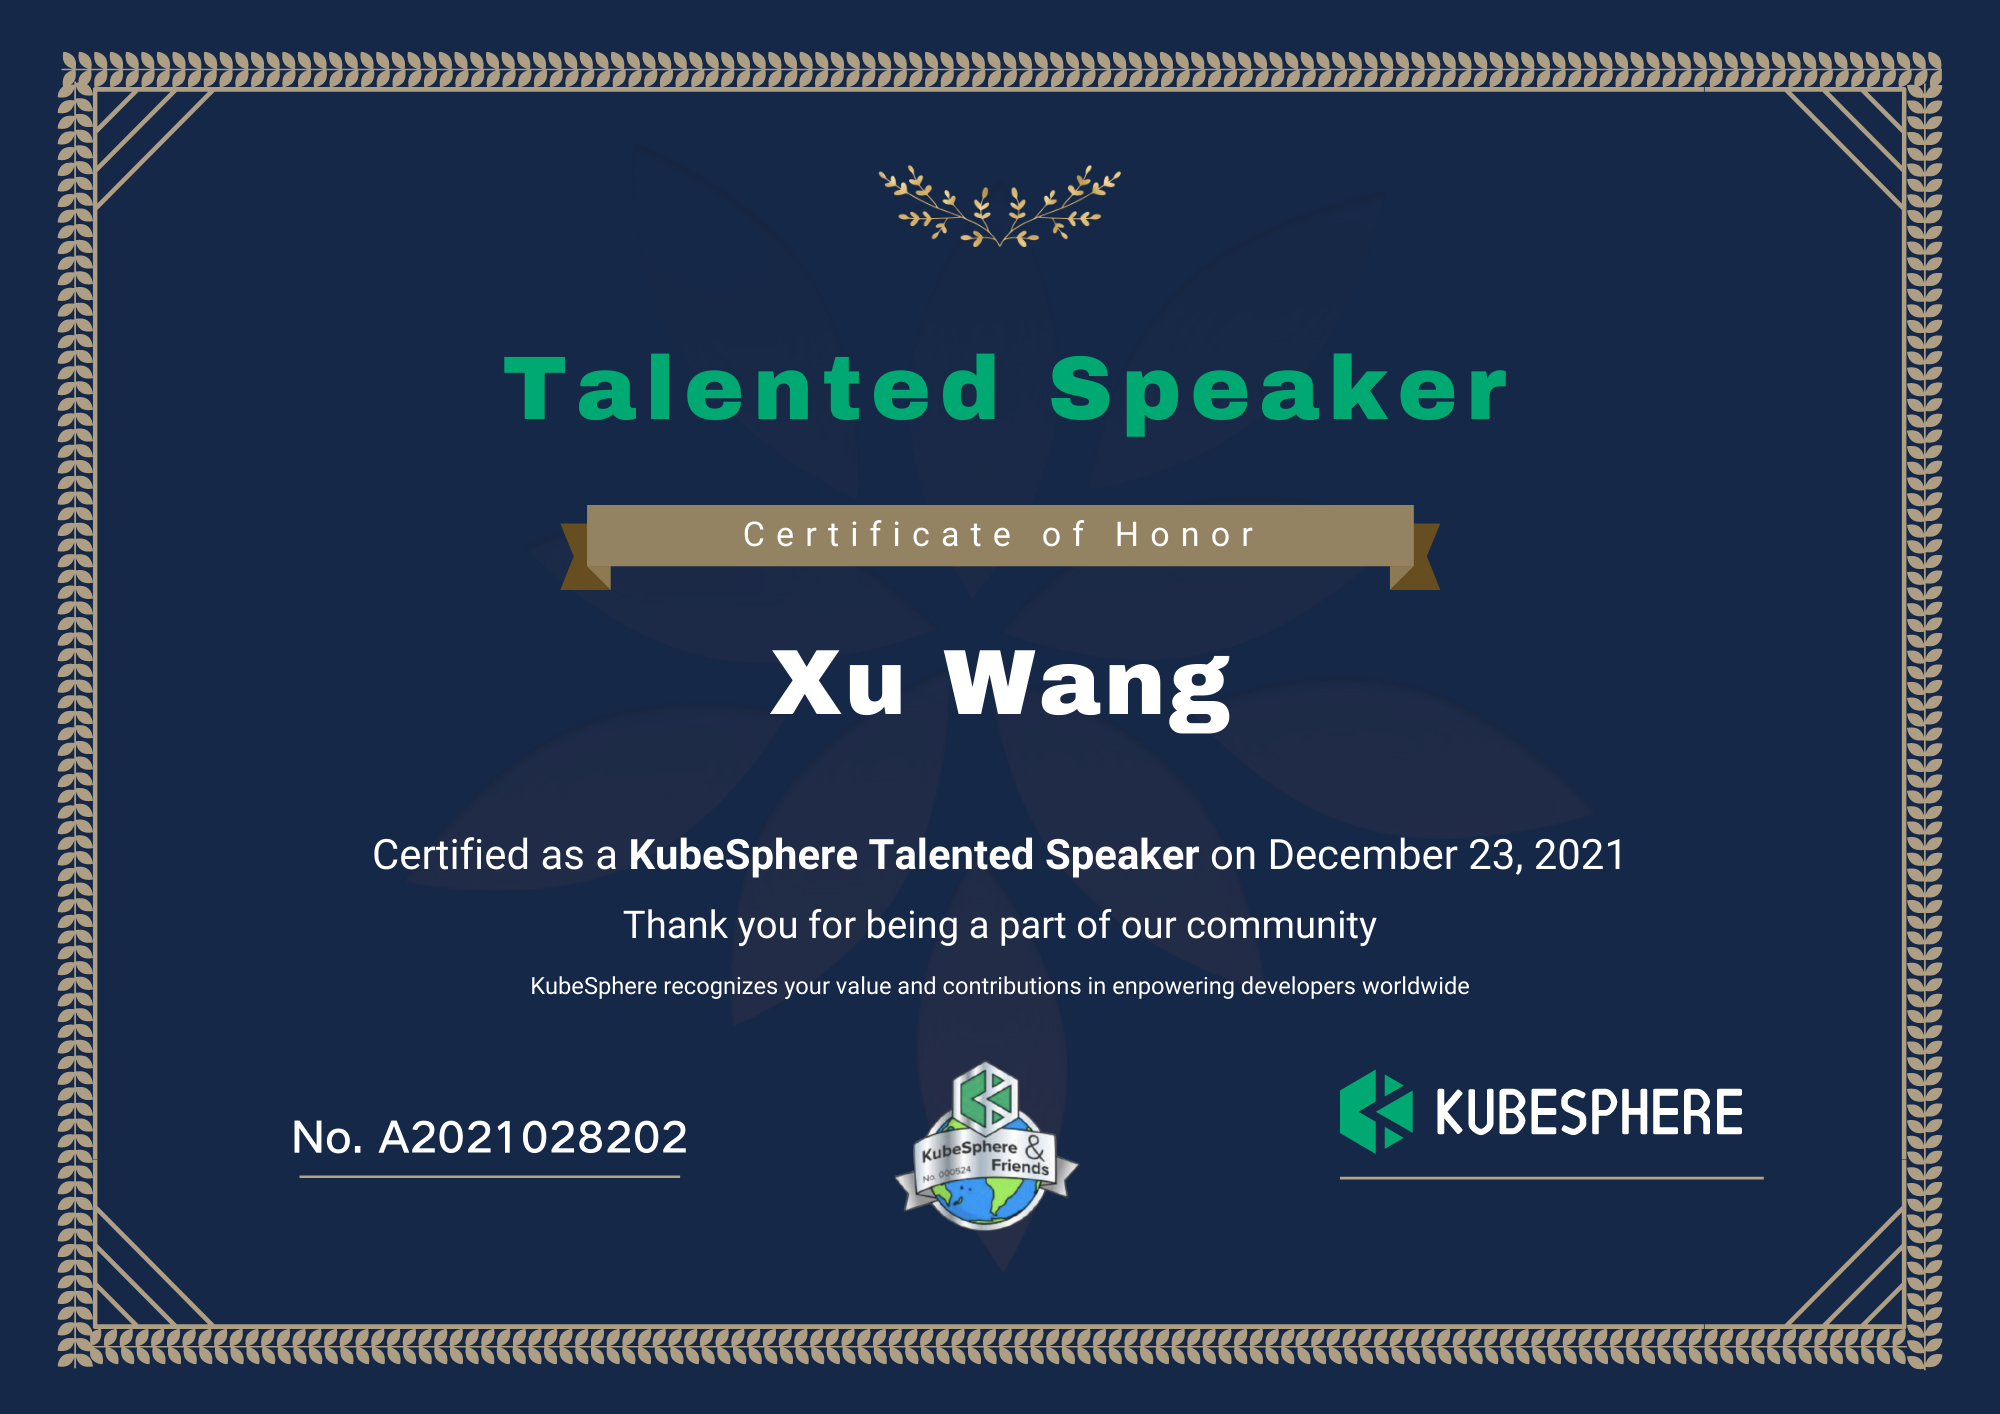 Talented Speaker
Certificate of Honor
Xu Wang
Certified as a KubeSphere Talented Speaker on December 23, 2021
Thank you for being a part of our community
KubeSphere recognizes your value and contributions in enpowering developers worldwide
No. A2021028202
KubeSphere &
Friends
No. 000524
KUBESPHERE